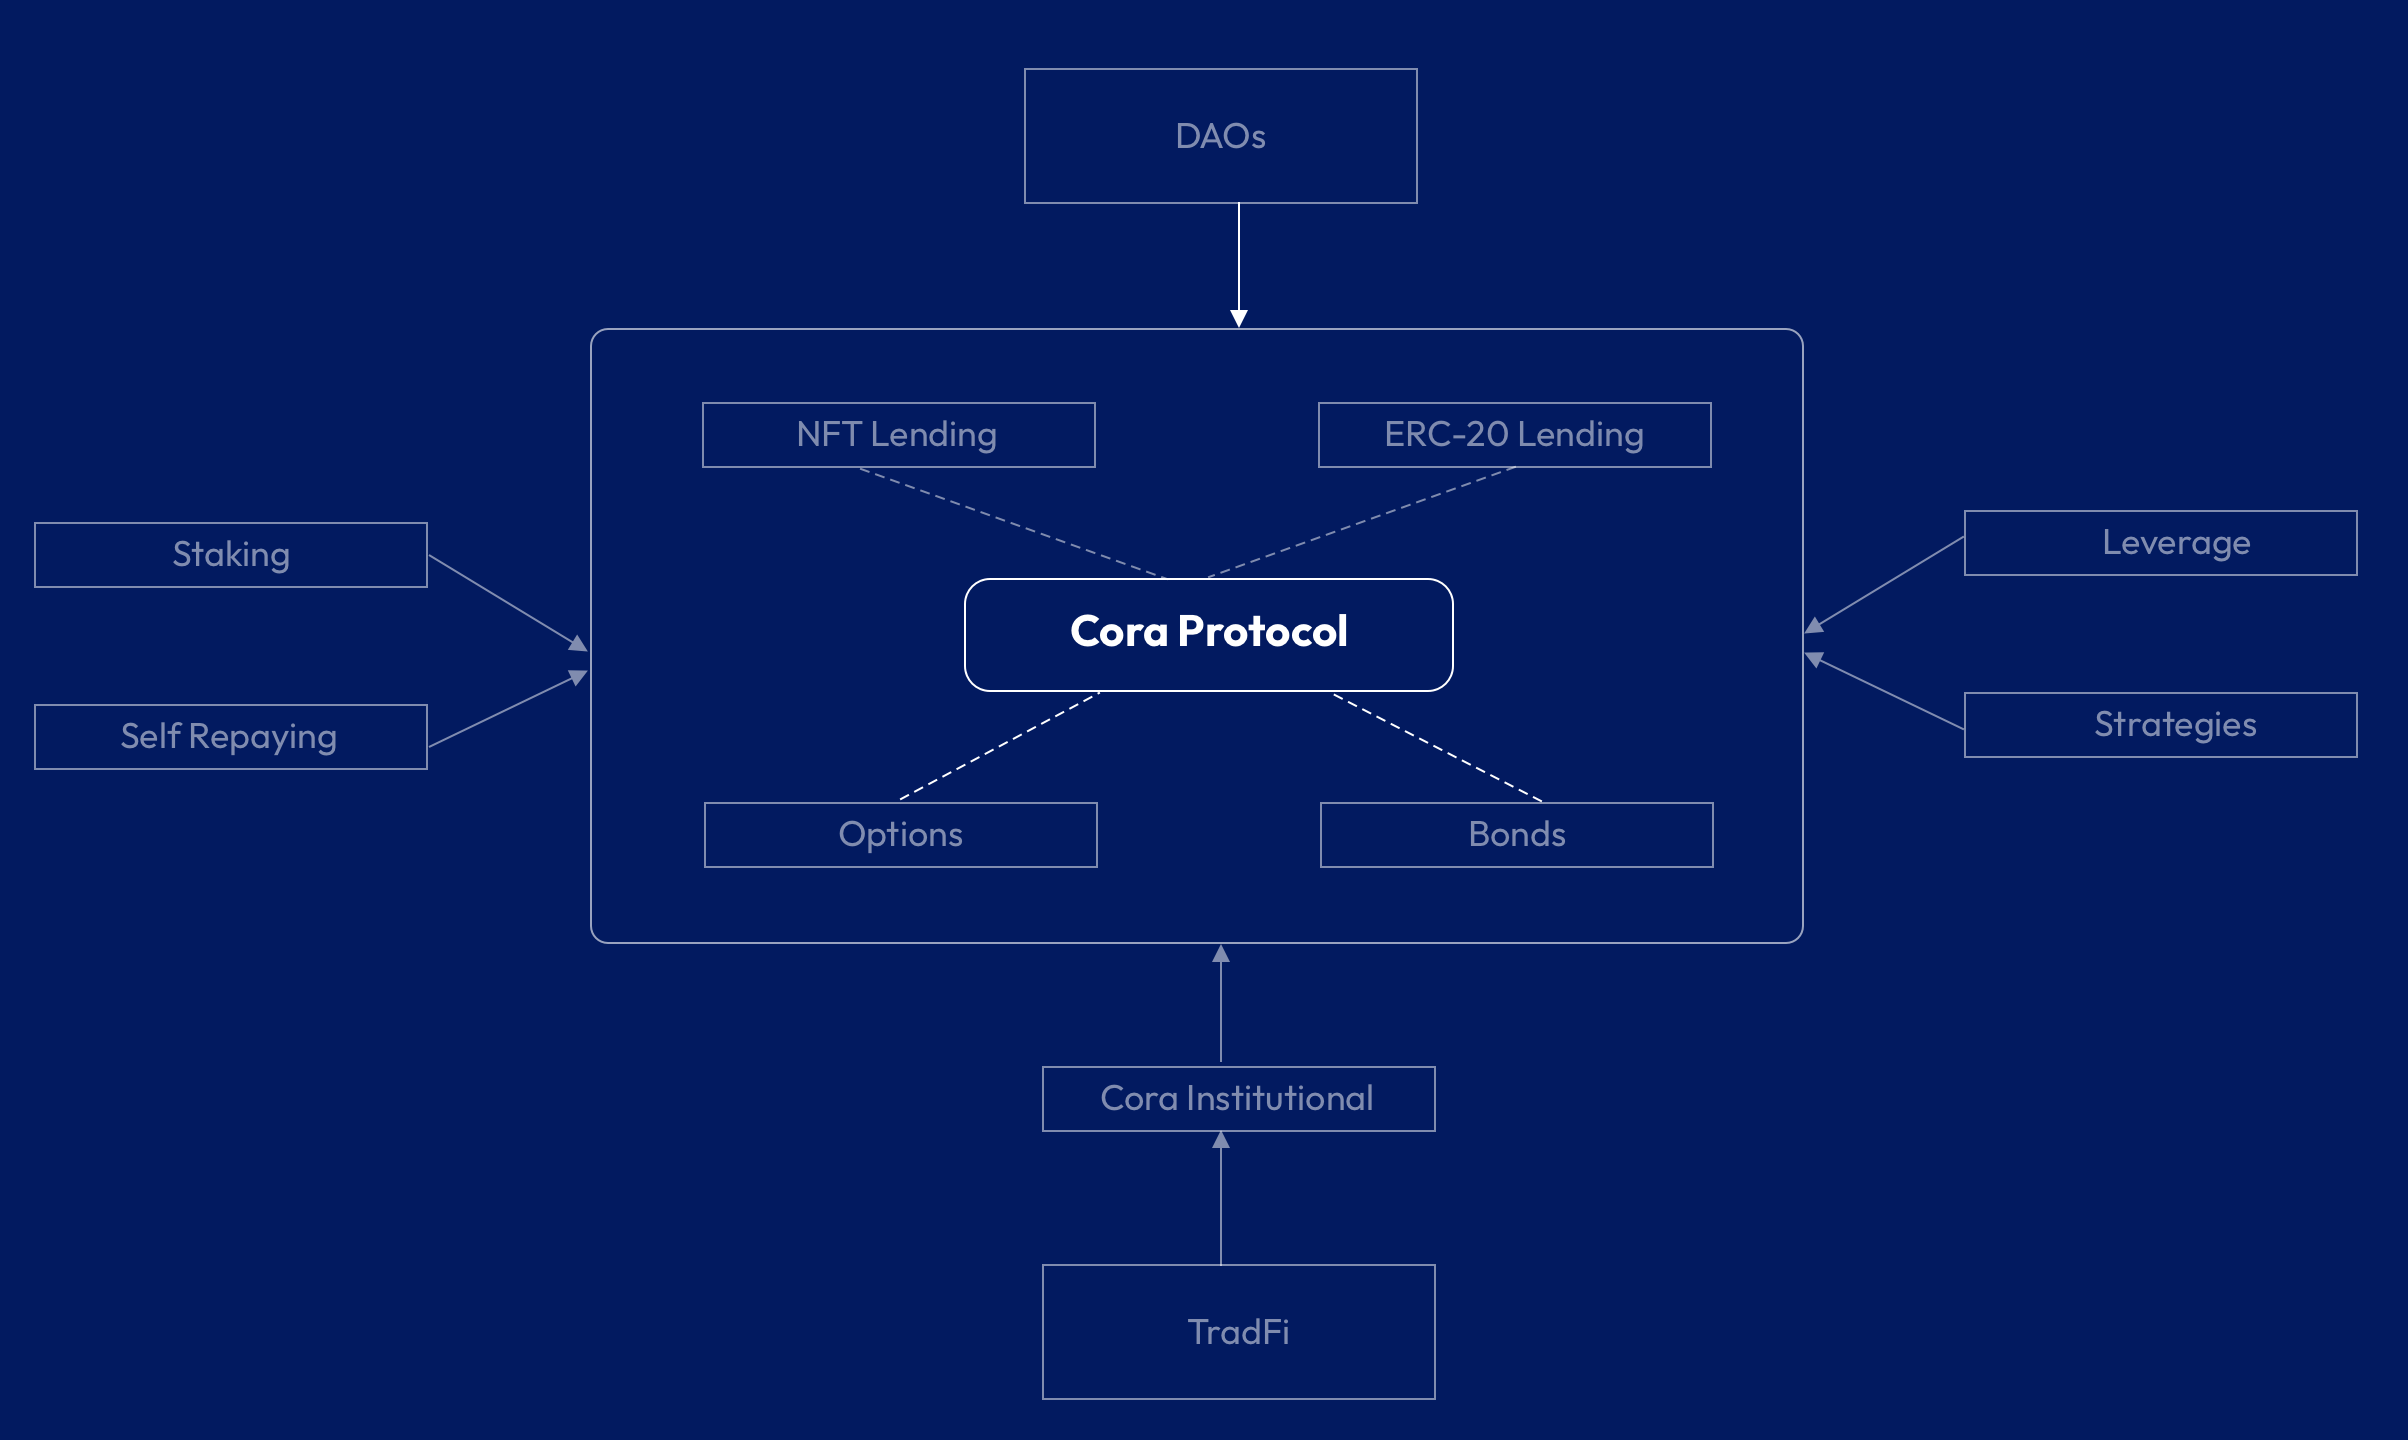 DAOs
NFT Lending
ERC-20 Lending
Staking
Leverage
Cora Protocol
Self Repaying
Strategies
Options
Bonds
Cora Institutional
TradFi